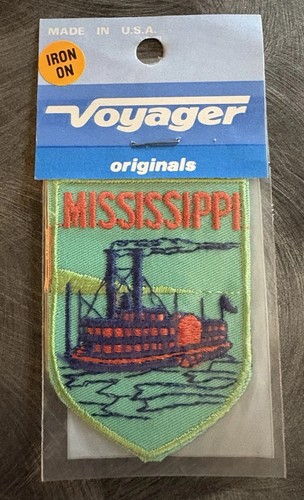 MADE IN U.S.A.
IRON
ON
Voyager
originals
MISSISSIPPI